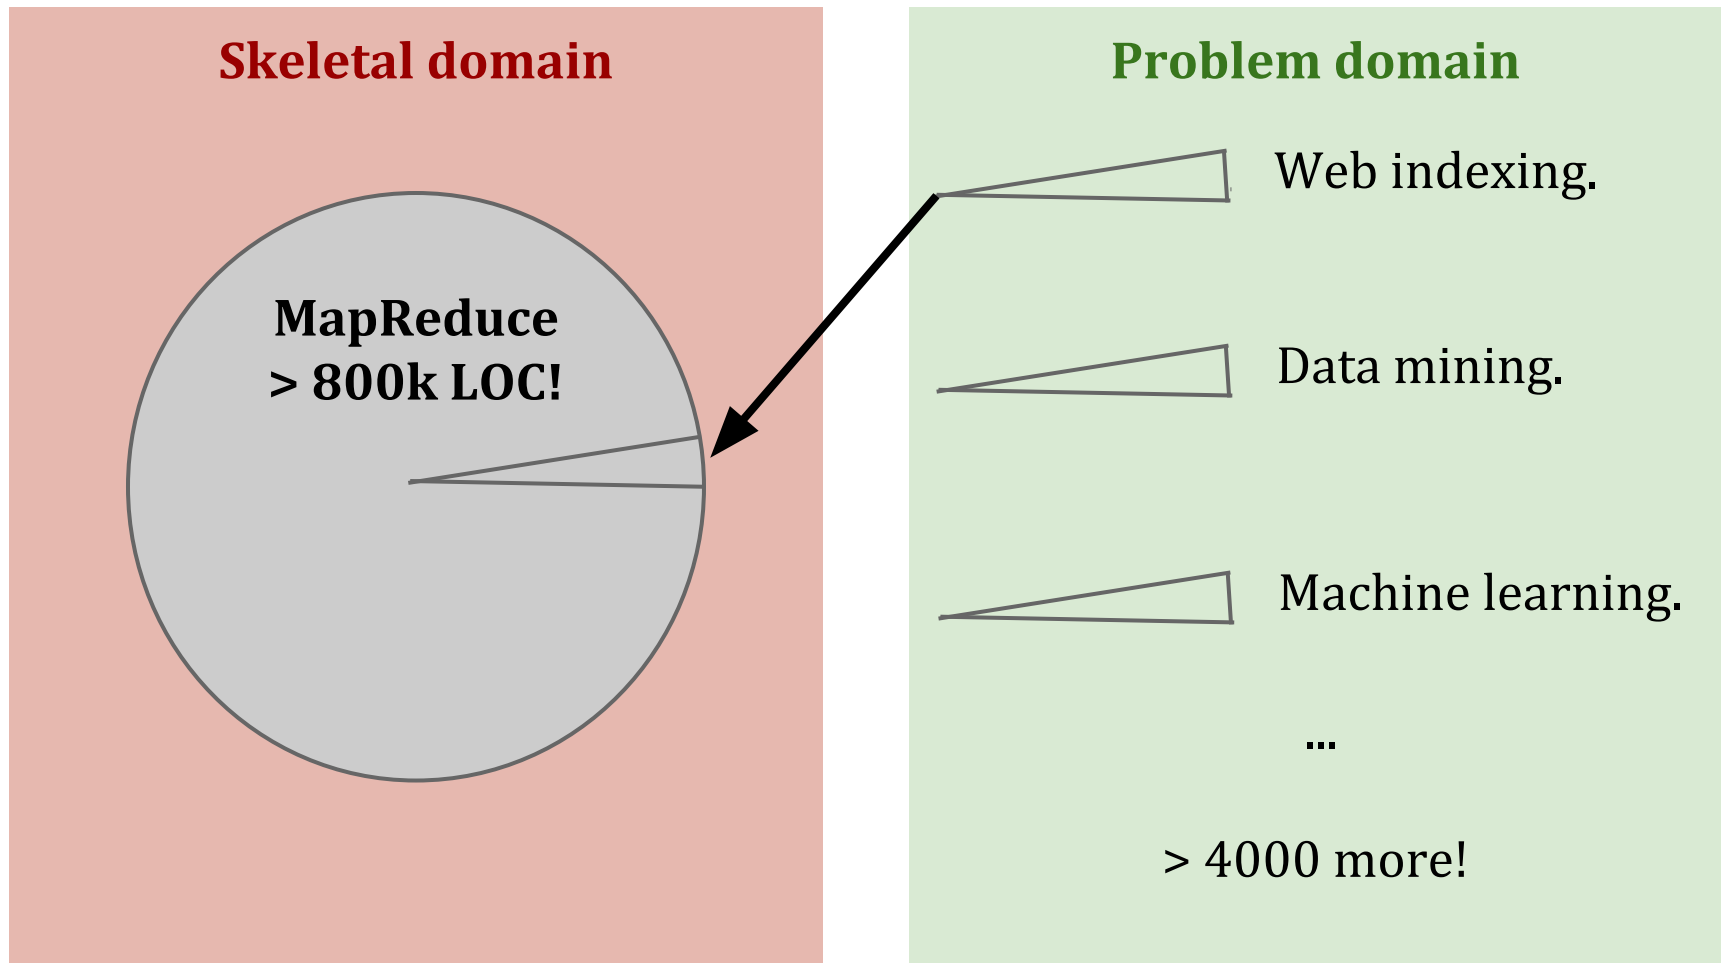 Skeletal domain
MapReduce
> 800k LOC!
Problem domain
Web indexing.
Data mining.
Machine learning.
...
> 4000 more!